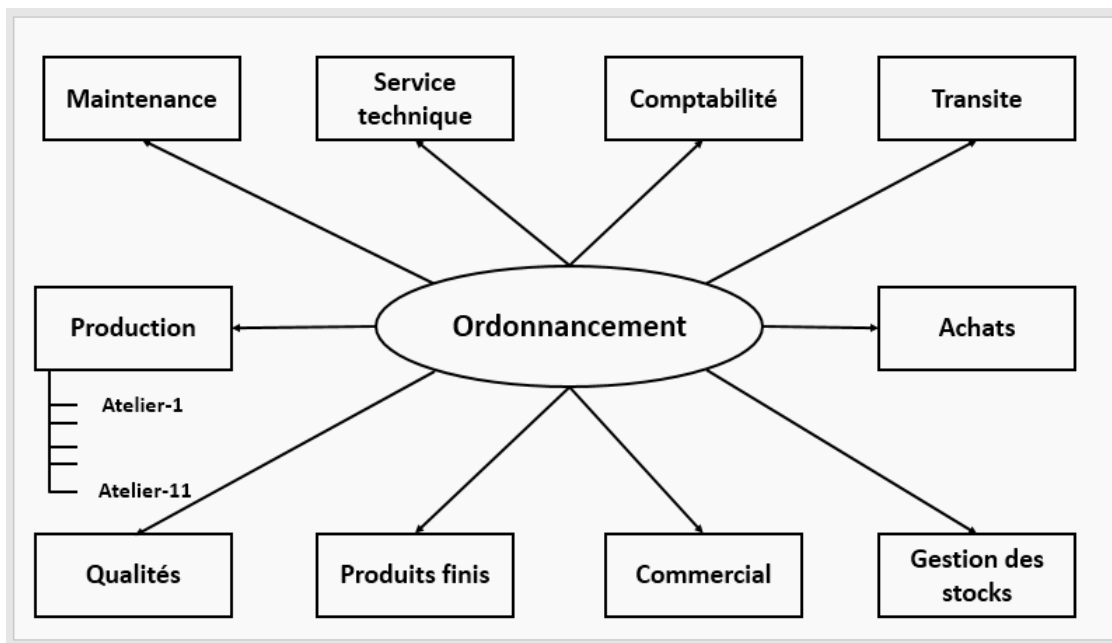 Maintenance
Service
technique
Comptabilité
Transite
Production
Ordonnancement
Achats
Atelier-1
Atelier-11
Qualités
Produits finis
Commercial
Gestion des
stocks